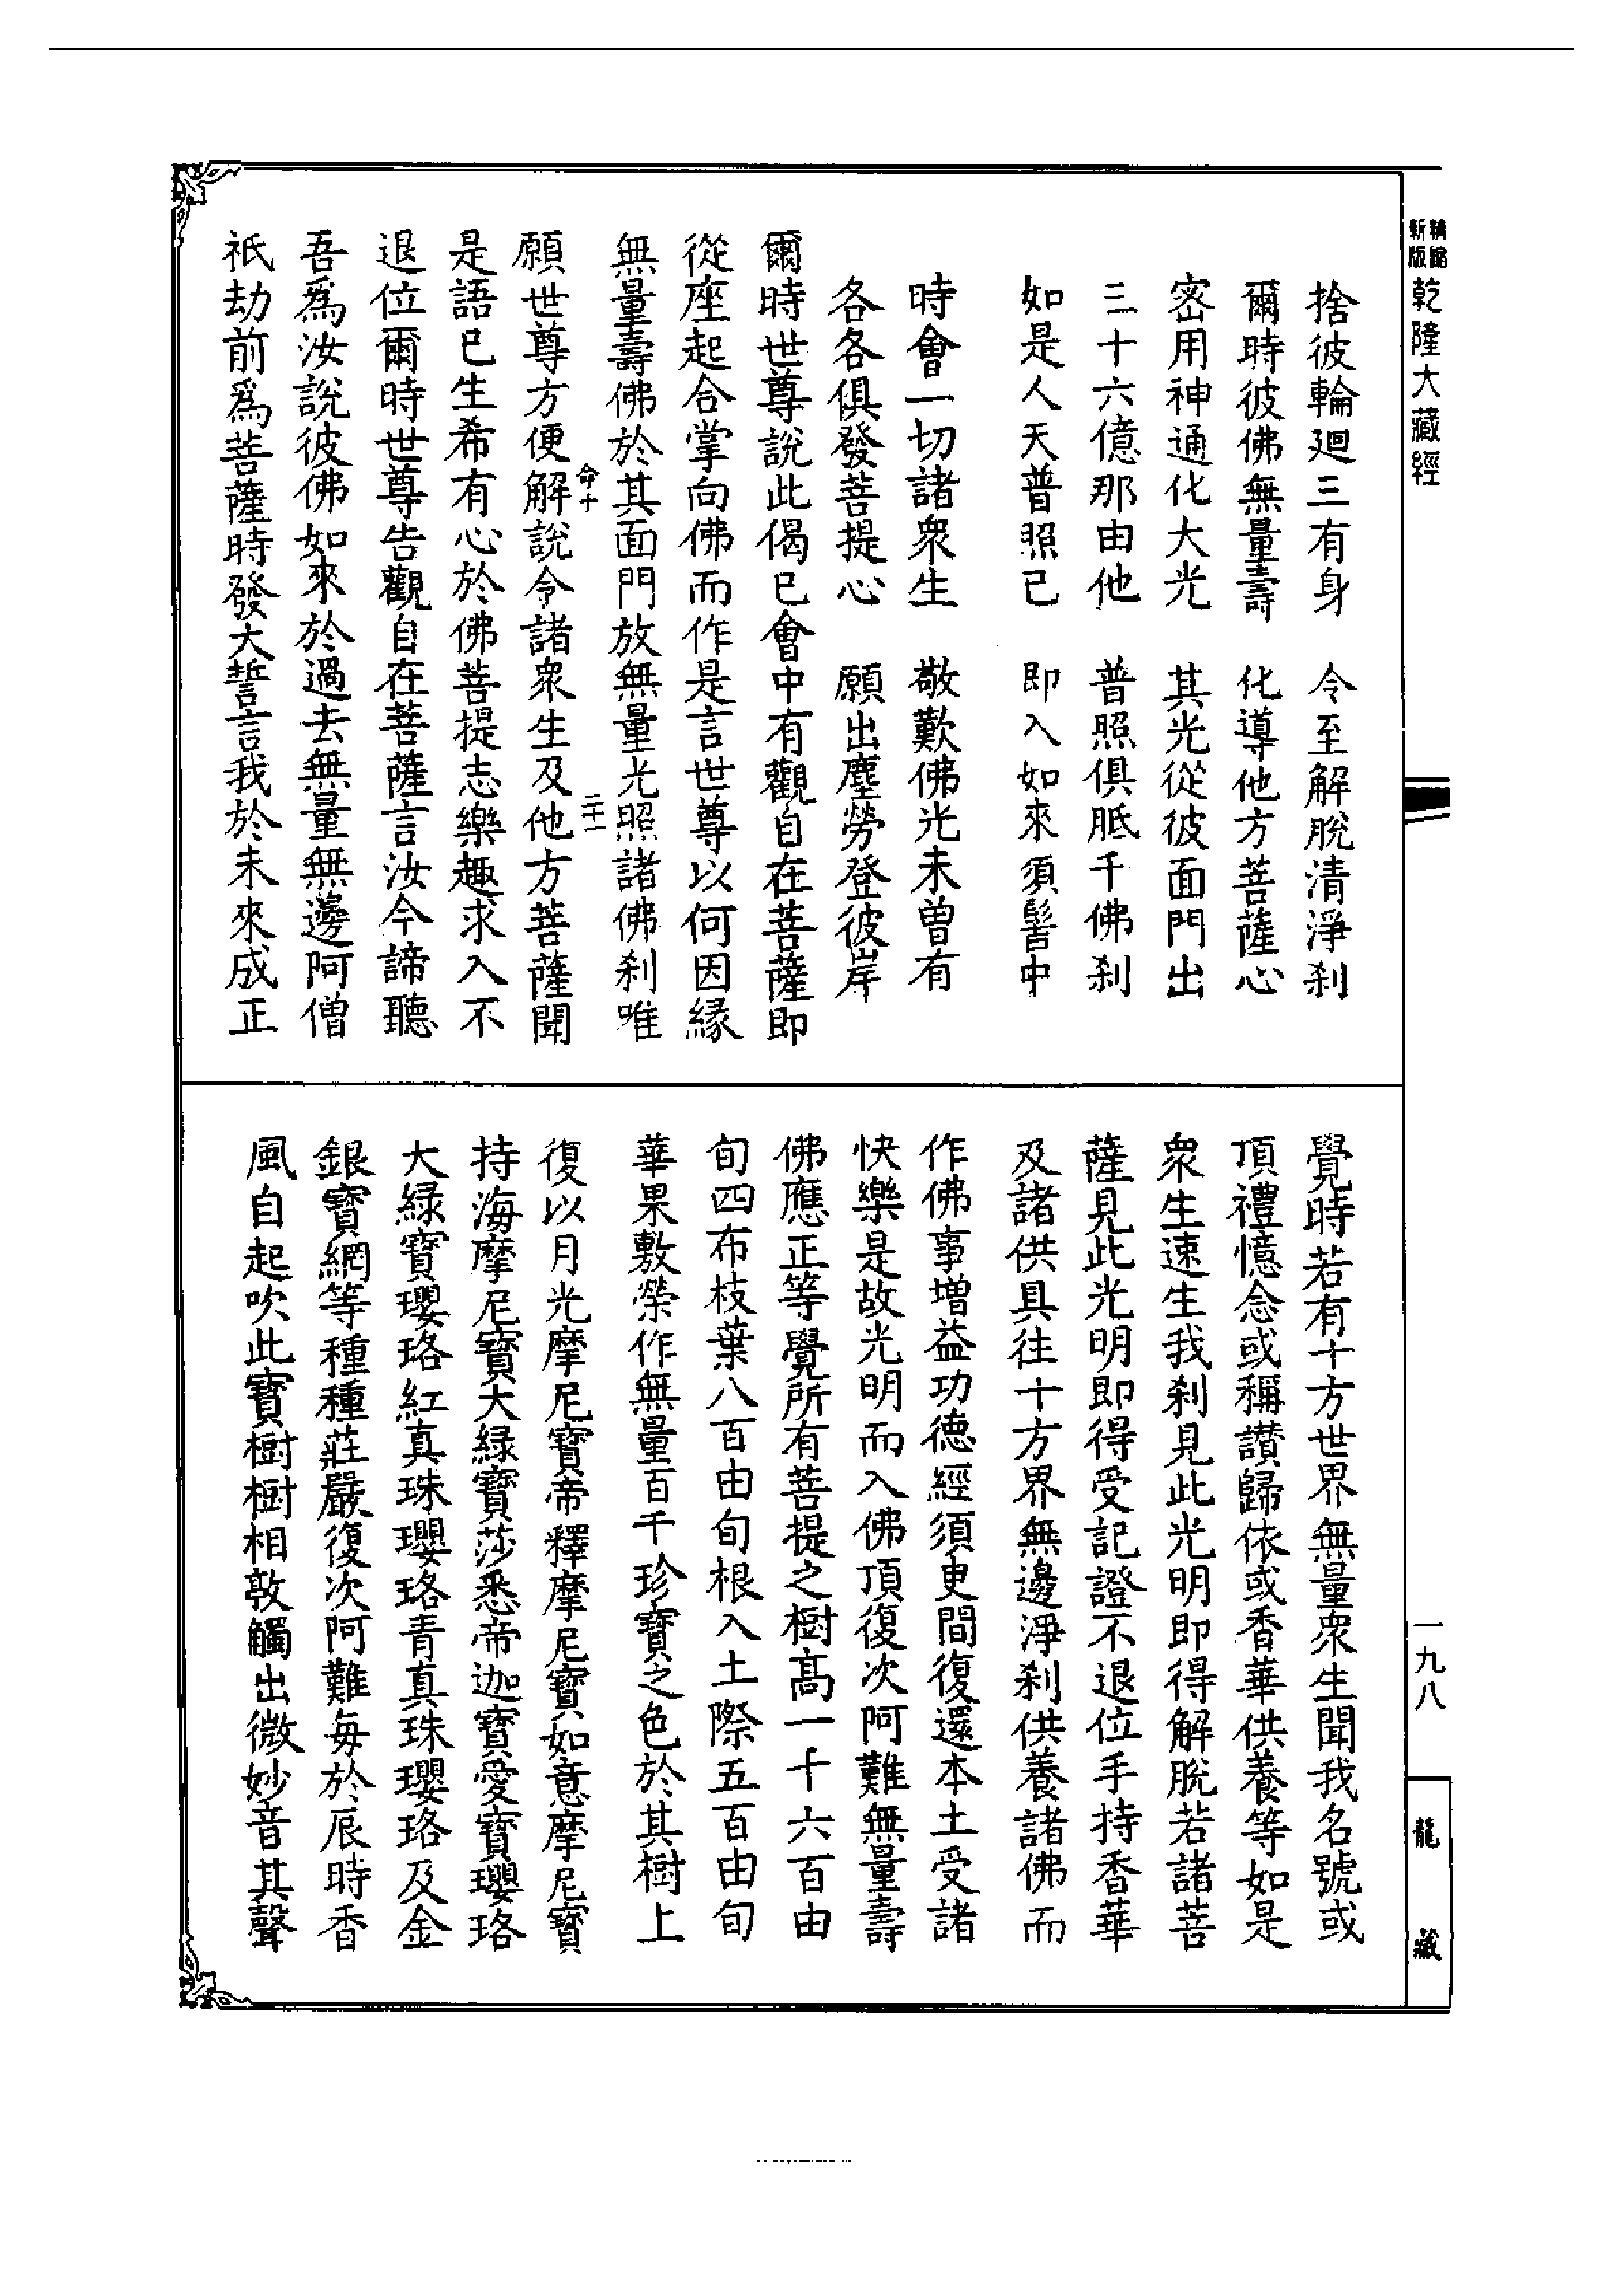 精縮新版乾隆大藏經
捨彼輪迴三有身　令至解脫清淨刹
爾時彼佛無量壽　化導他方菩薩心
密用神通化大光　其光從彼面門出
三十六億那由他　普照俱胝千佛刹
如是人天普照已　即入如來須髻中
時會一切諸衆生　敬歎佛光未曾有
各各俱發菩提心　願出塵勞登彼岸
爾時世尊說此偈已會中有觀自在菩薩即
從座起合掌向佛而作是言世尊以何因緣
無量壽佛於其面門放無量光照諸佛刹唯
命十　二十一
願世尊方便解說令諸衆生及他方菩薩聞
是語已生希有心於佛菩提志樂趣求入不
退位爾時世尊告觀自在菩薩言汝今諦聽
吾爲汝說彼佛如來於過去無量無邊阿僧
祇劫前爲菩薩時發大誓言我於未來成正
覺時若有十方世界無量衆生聞我名號或
頂禮憶念或稱讃歸依或香華供養等如是
衆生速生我刹見此光明即得解脫若諸菩
薩見此光明即得受記證不退位手持香華
及諸供具往十方界無邊淨刹供養諸佛而
作佛事增益功德經須更間復還本土受諸
快樂是故光明而入佛頂復次阿難無量壽
佛應正等覺所有菩提之樹高一千六百由
旬四布枝葉八百由旬根入土際五百由旬
華果敷榮作無量百千珍寶之色於其樹上
復以月光摩尼寶帝釋摩尼寶如意摩尼寶
持海摩尼寶大綠寶莎悉帝迦寶愛寶瓔珞
大綠寶瓔珞紅真珠瓔珞青真珠瓔珞及金
銀寶網等種種莊嚴復次阿難每於辰時香
風自起吹此寶樹樹相敦觸出微妙音其聲
一九八
龍藏